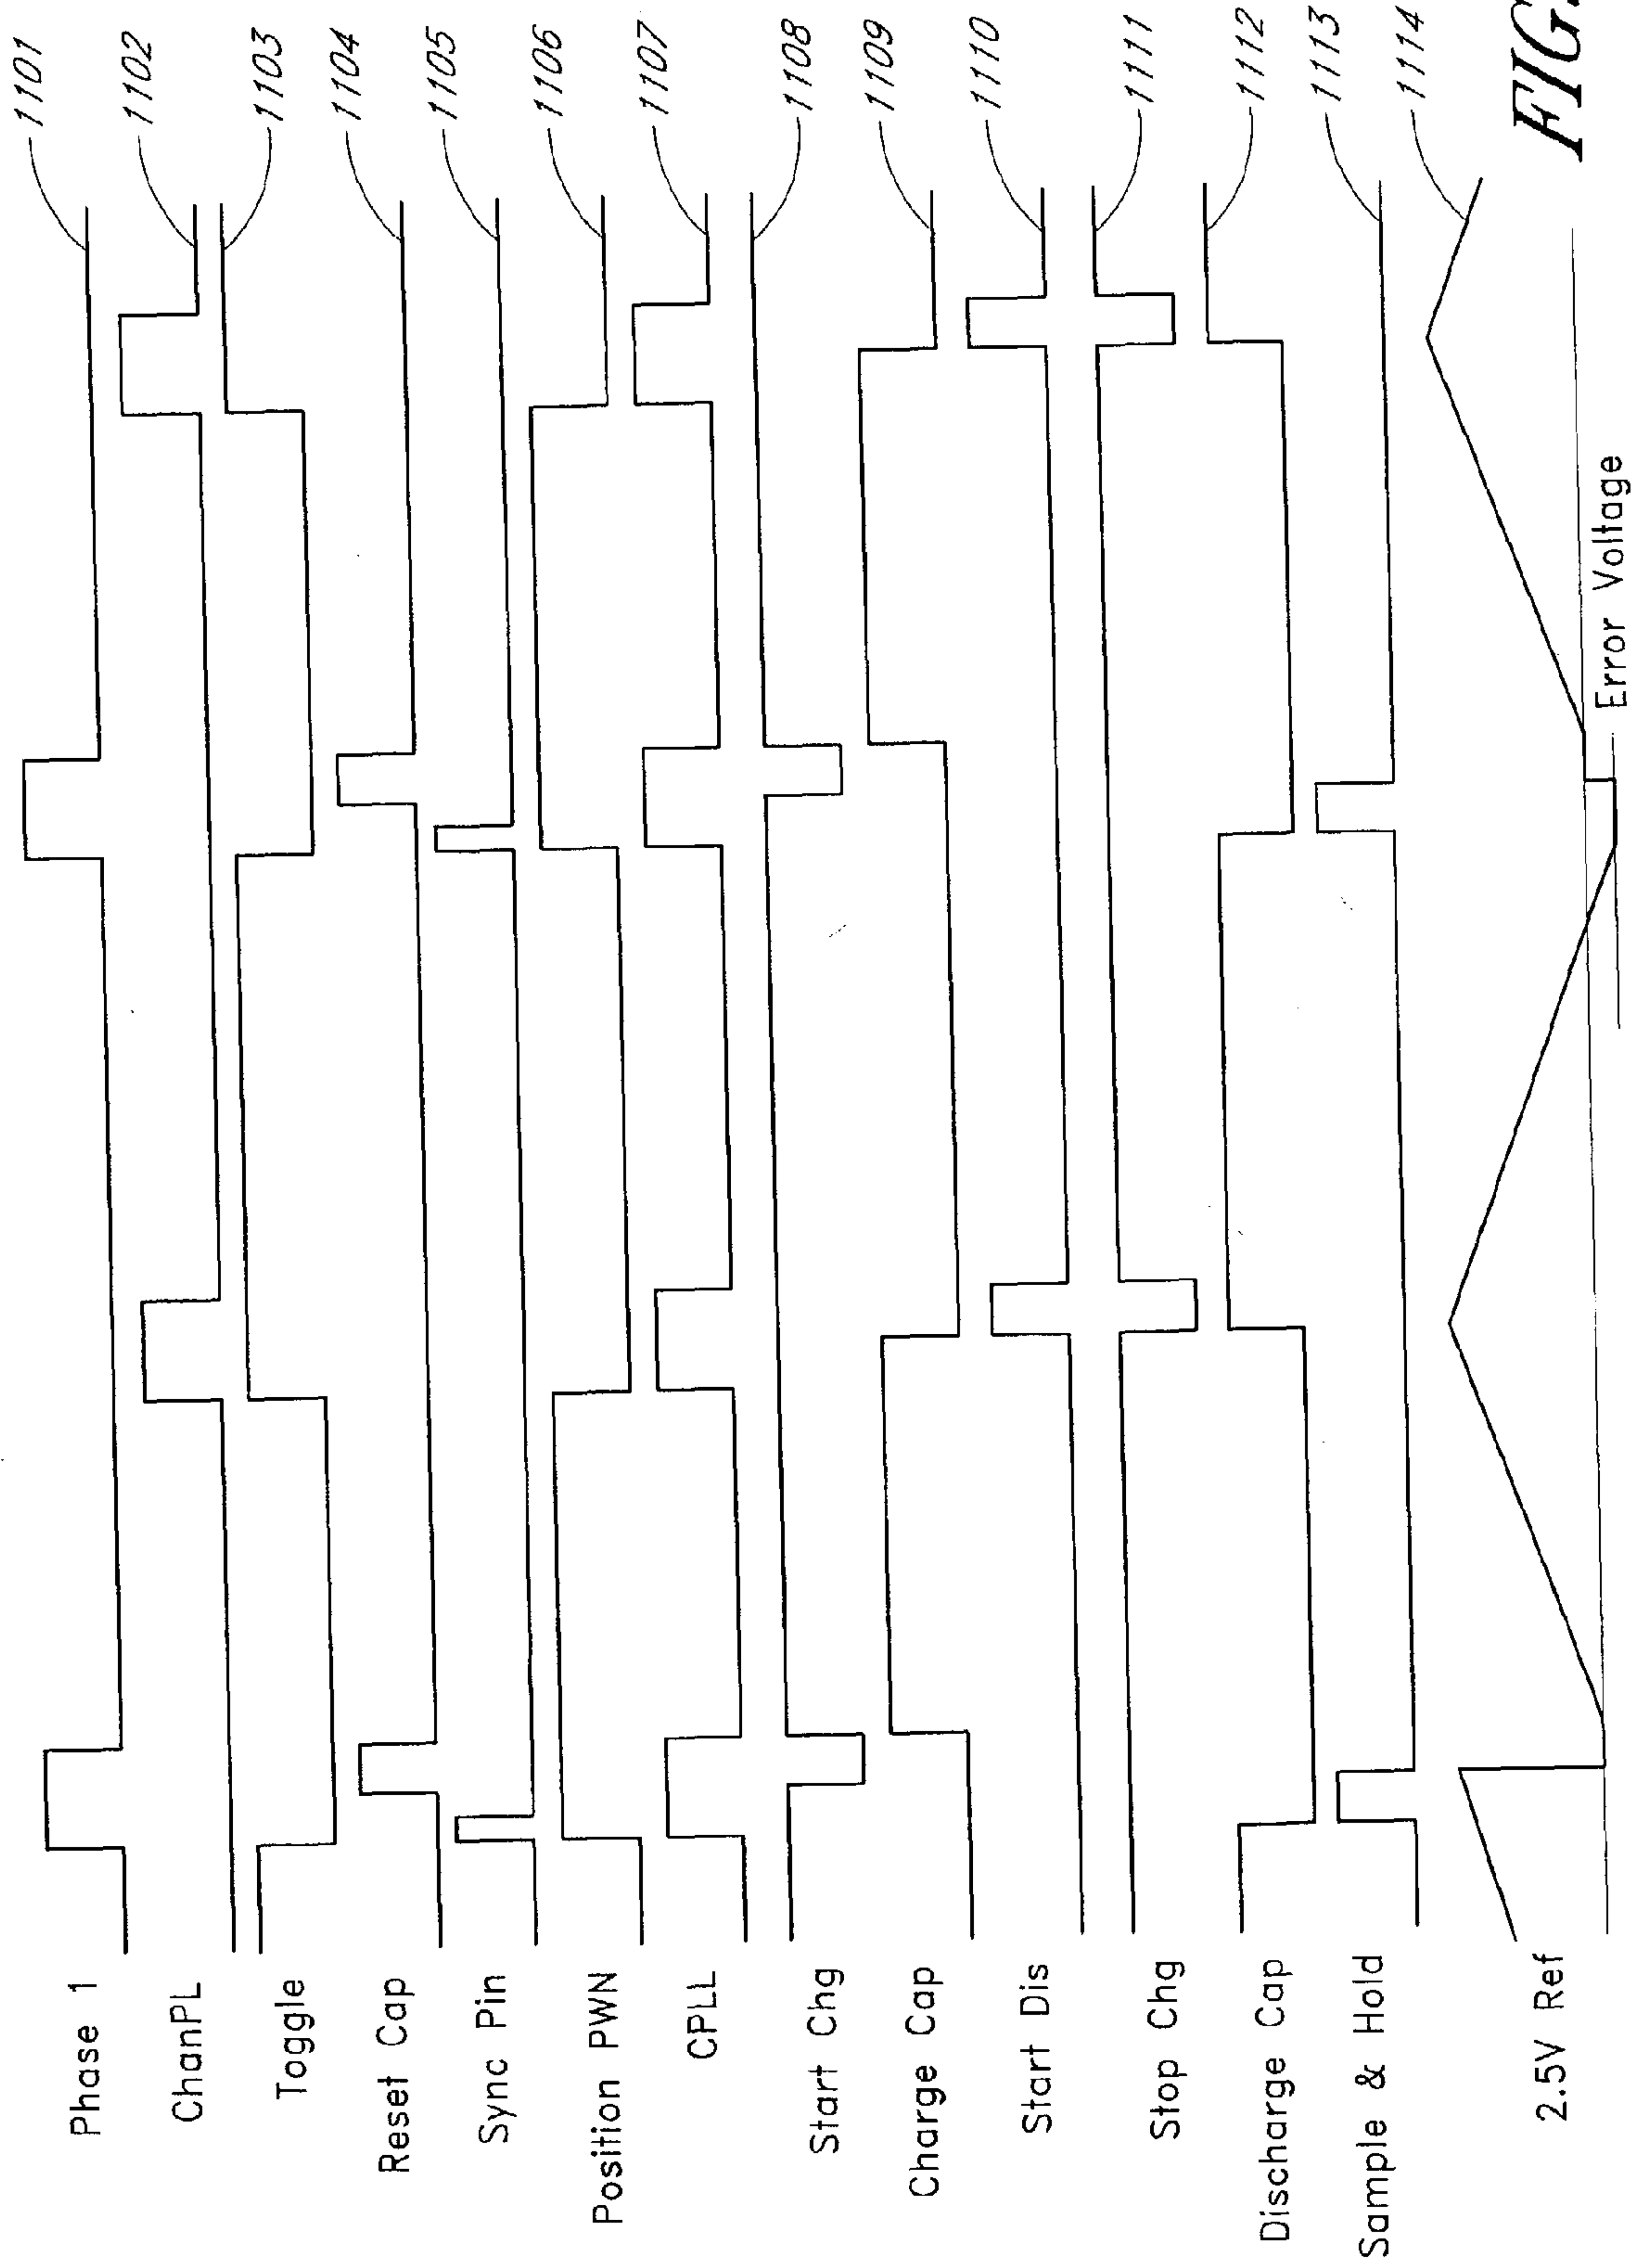 Phase 1 1101
ChanPL 1102
Toggle 1103
Reset Cap 1104
Sync Pin 1105
Position PWN 1106
CPLL 1107
Start Chg 1108
Charge Cap 1109
Start Dis 1110
Stop Chg 1111
Discharge Cap 1112
Sample & Hold 1113
2.5V Ref 1114
Error Voltage
FIG.